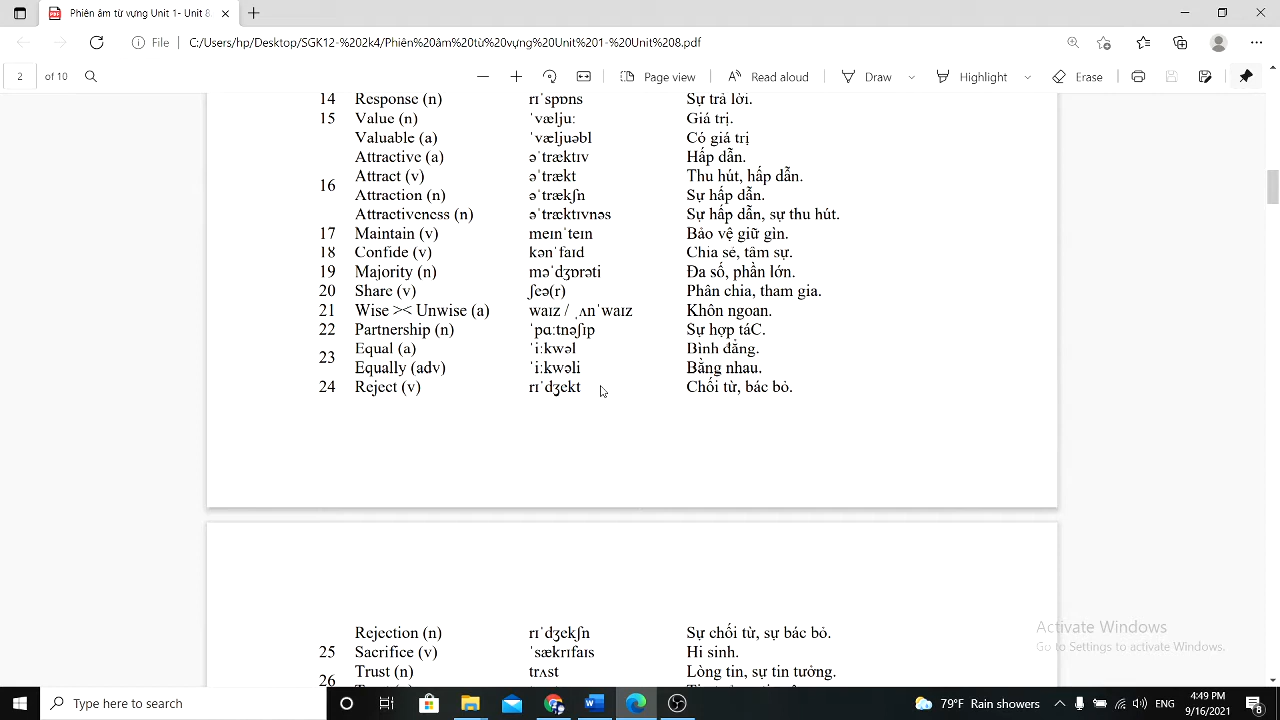 Phiên âm từ vựng Unit 1- Unit 8
File C:/Users/hp/Desktop/SGK12-%202k4/Phiên%20âm%20từ%20vựng%20Unit%201-%20Unit%208.pdf
2 of 10 Page view Read aloud Draw Highlight Erase
14 Response (n) rɪˈspɒns Sự trả lời.
15 Value (n) ˈvæljuː Giá trị.
Valuable (a) ˈvæljuəbl Có giá trị
Attractive (a) əˈtræktɪv Hấp dẫn.
16 Attract (v) əˈtrækt Thu hút, hấp dẫn.
Attraction (n) əˈtrækʃn Sự hấp dẫn.
Attractiveness (n) əˈtræktɪvnəs Sự hấp dẫn, sự thu hút.
17 Maintain (v) meɪnˈteɪn Bảo vệ giữ gìn.
18 Confide (v) kənˈfaɪd Chia sẻ, tâm sự.
19 Majority (n) məˈdʒɒrəti Đa số, phần lớn.
20 Share (v) ʃeə(r) Phân chia, tham gia.
21 Wise >< Unwise (a) waɪz / ˌʌnˈwaɪz Khôn ngoan.
22 Partnership (n) ˈpɑːtnəʃɪp Sự hợp táC.
23 Equal (a) ˈiːkwəl Bình đẳng.
Equally (adv) ˈiːkwəli Bằng nhau.
24 Reject (v) rɪˈdʒekt Chối từ, bác bỏ.
Rejection (n) rɪˈdʒekʃn Sự chối từ, sự bác bỏ.
25 Sacrifice (v) ˈsækrɪfaɪs Hi sinh.
26 Trust (n) trʌst Lòng tin, sự tin tưởng.
Activate Windows
Go to Settings to activate Windows.
Type here to search 79°F Rain showers 4:49 PM
9/16/2021 8